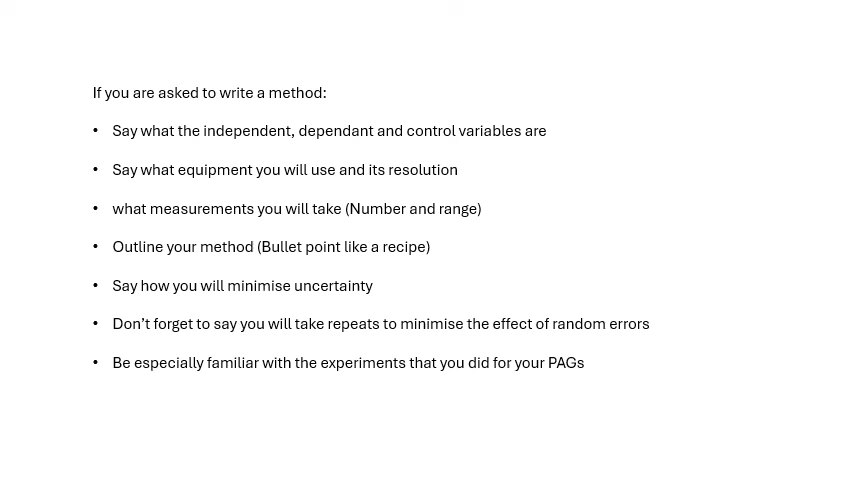 If you are asked to write a method:
• Say what the independent, dependant and control variables are
• Say what equipment you will use and its resolution
• what measurements you will take (Number and range)
• Outline your method (Bullet point like a recipe)
• Say how you will minimise uncertainty
• Don’t forget to say you will take repeats to minimise the effect of random errors
• Be especially familiar with the experiments that you did for your PAGs